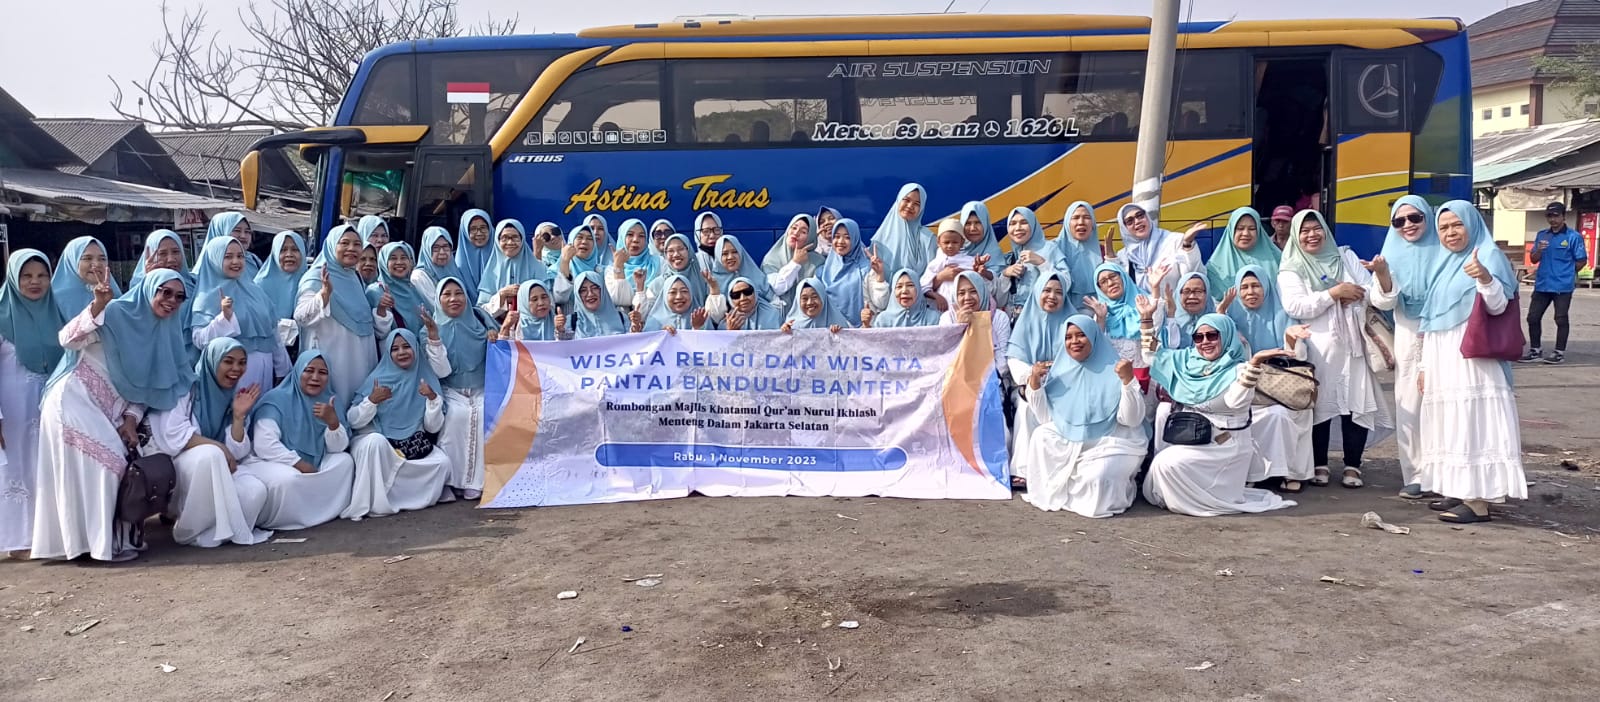 AIR SUSPENSION
Mercedes Benz 1626 L
JETBUS
Astina Trans
WISATA RELIGI DAN WISATA
PANTAI BANDULU BANTEN
Rombongan Majlis Khatamul Qur'an Nurul Ikhlash
Menteng Dalam Jakarta Selatan
Rabu, 1 November 2023